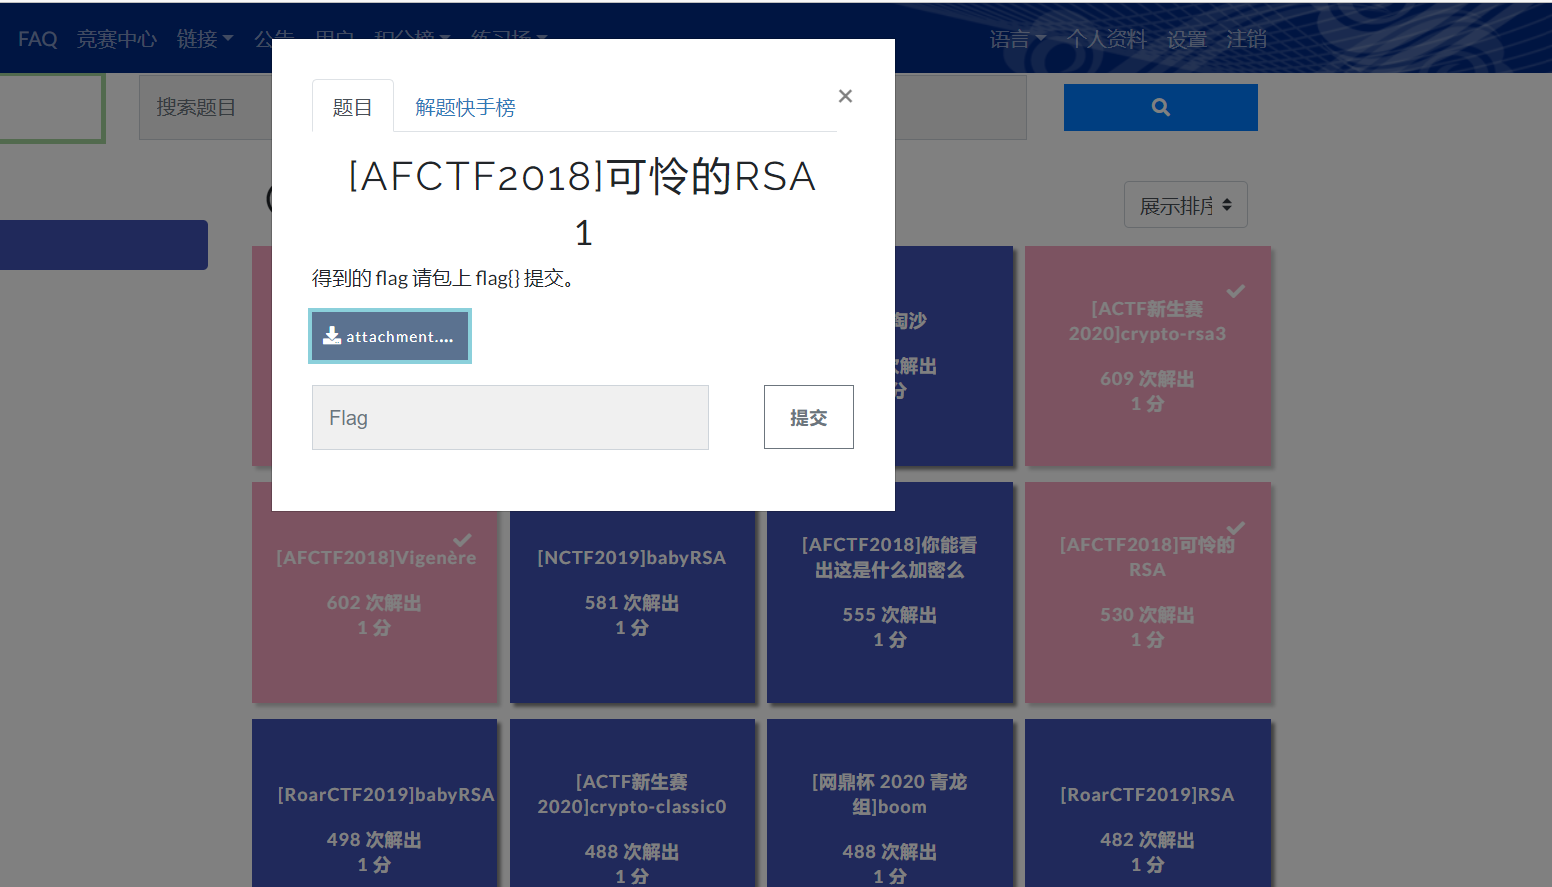 FAQ 竞赛中心 链接 公告 用户 积分榜 练习场 语言 个人资料 设置 注销
搜索题目
题目 解题快手榜 ×
[AFCTF2018]可怜的RSA
1
得到的 flag 请包上 flag{} 提交。
attachment....
Flag
提交
展示排序
淘沙
次解出
分
[ACTF新生赛
2020]crypto-rsa3
609 次解出
1 分
[AFCTF2018]Vigenère
602 次解出
1 分
[NCTF2019]babyRSA
581 次解出
1 分
[AFCTF2018]你能看
出这是什么加密么
555 次解出
1 分
[AFCTF2018]可怜的
RSA
530 次解出
1 分
[RoarCTF2019]babyRSA
498 次解出
1 分
[ACTF新生赛
2020]crypto-classic0
488 次解出
1 分
[网鼎杯 2020 青龙
组]boom
488 次解出
1 分
[RoarCTF2019]RSA
482 次解出
1 分